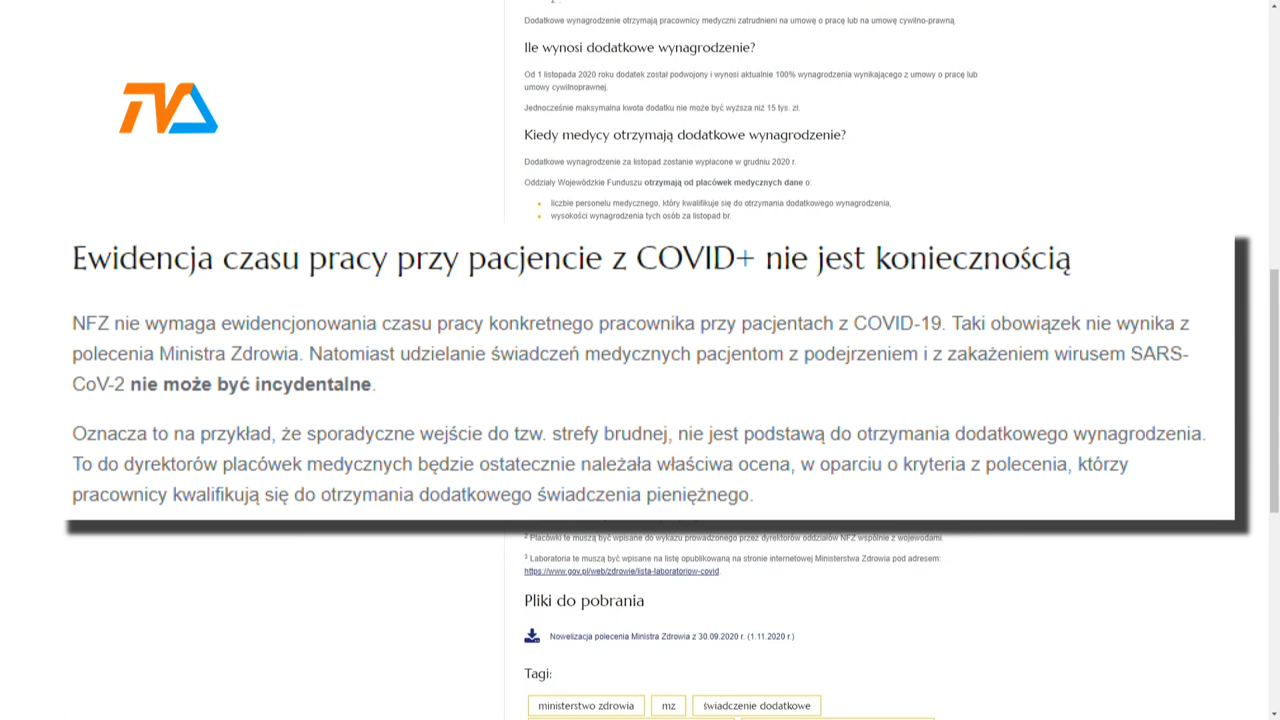 Dodatkowe wynagrodzenie otrzymają pracownicy medyczni zatrudnieni na umowę o pracę lub na umowę cywilno-prawną.
Ile wynosi dodatkowe wynagrodzenie?
Od 1 listopada 2020 roku dodatek został podwojony i wynosi aktualnie 100% wynagrodzenia wynikającego z umowy o pracę lub
umowy cywilnoprawnej.
Jednocześnie maksymalna kwota dodatku nie może być wyższa niż 15 tys. zł.
Kiedy medycy otrzymają dodatkowe wynagrodzenie?
Dodatkowe wynagrodzenie za listopad zostanie wypłacone w grudniu 2020 r.
Oddziały Wojewódzkie Funduszu otrzymają od placówek medycznych dane o:
liczbie personelu medycznego, który kwalifikuje się do otrzymania dodatkowego wynagrodzenia,
wysokości wynagrodzenia tych osób za listopad br.
Ewidencja czasu pracy przy pacjencie z COVID+ nie jest koniecznością
NFZ nie wymaga ewidencjonowania czasu pracy konkretnego pracownika przy pacjentach z COVID-19. Taki obowiązek nie wynika z
polecenia Ministra Zdrowia. Natomiast udzielanie świadczeń medycznych pacjentom z podejrzeniem i z zakażeniem wirusem SARS-
CoV-2 nie może być incydentalne.
Oznacza to na przykład, że sporadyczne wejście do tzw. strefy brudnej, nie jest podstawą do otrzymania dodatkowego wynagrodzenia.
To do dyrektorów placówek medycznych będzie ostatecznie należała właściwa ocena, w oparciu o kryteria z polecenia, którzy
pracownicy kwalifikują się do otrzymania dodatkowego świadczenia pieniężnego.
2 Placówki te muszą być wpisane do wykazu prowadzonego przez dyrektorów oddziałów NFZ wspólnie z wojewodami.
3 Laboratoria te muszą być wpisane na listę opublikowaną na stronie internetowej Ministerstwa Zdrowia pod adresem:
https://www.gov.pl/web/zdrowie/lista-laboratoriow-covid.
Pliki do pobrania
Nowelizacja polecenia Ministra Zdrowia z 30.09.2020 r. (1.11.2020 r.)
Tagi:
ministerstwo zdrowia mz świadczenie dodatkowe